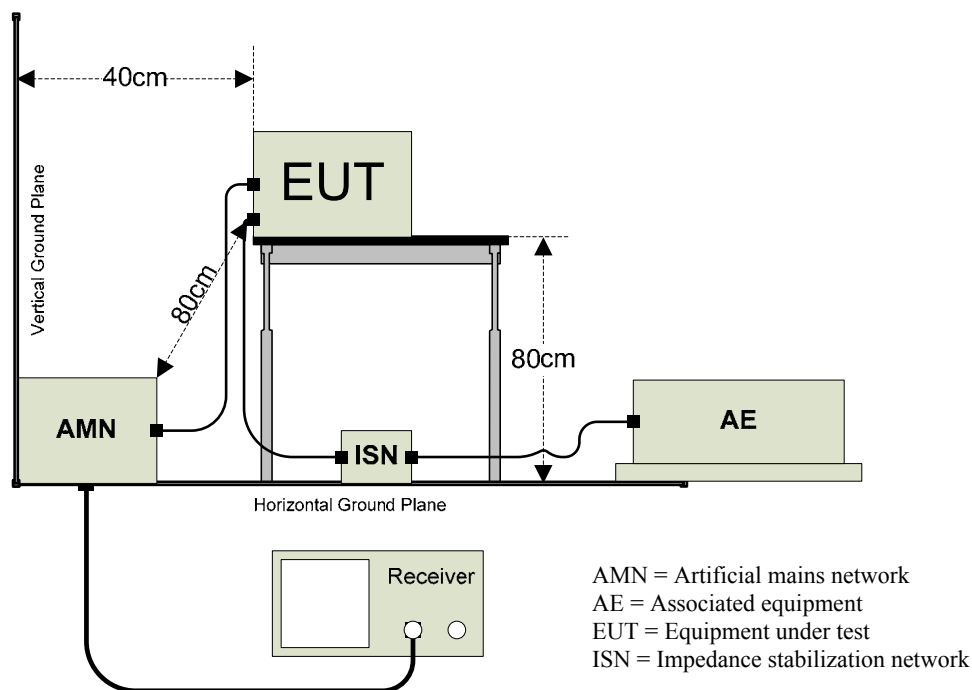 40cm
Vertical Ground Plane
EUT
80cm
80cm
AMN
ISN
AE
Horizontal Ground Plane
Receiver
AMN = Artificial mains network
AE = Associated equipment
EUT = Equipment under test
ISN = Impedance stabilization network